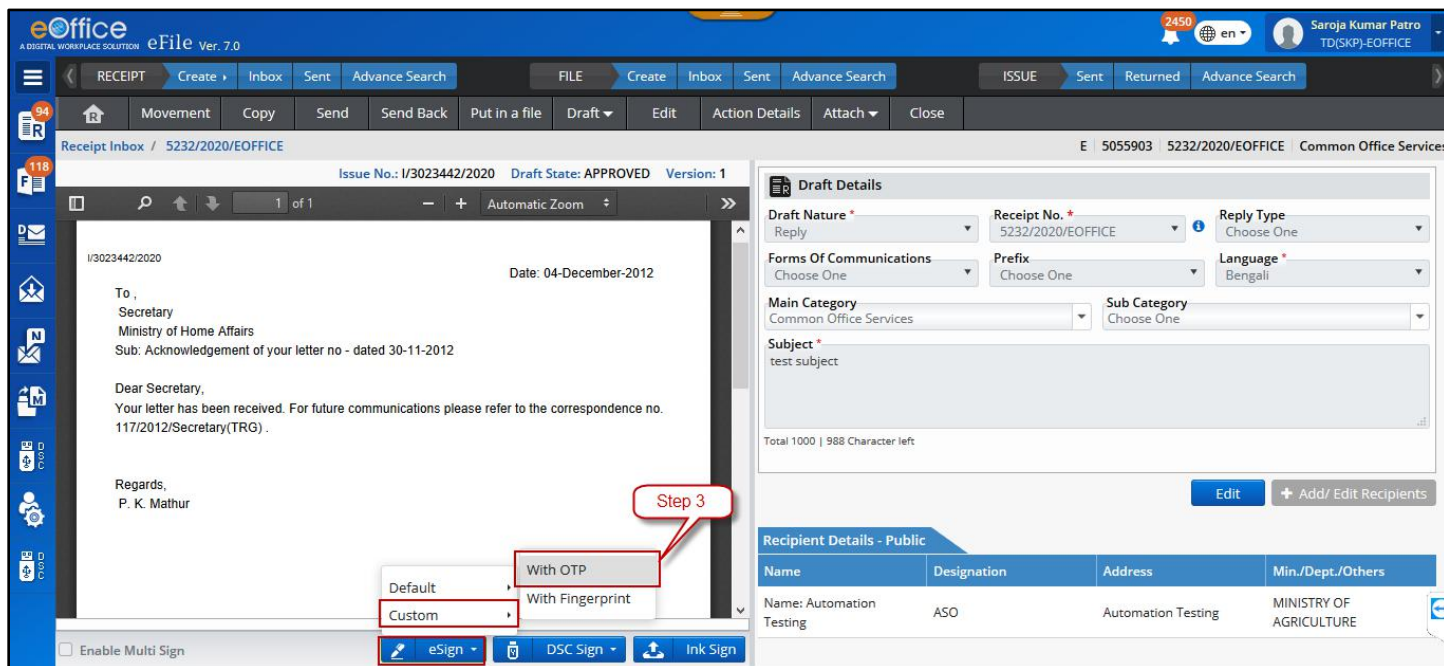 eOffice
A DIGITAL WORKPLACE SOLUTION eFile Ver. 7.0
2450
en
Saroja Kumar Patro
TD(SKP)-EOFFICE
RECEIPT Create Inbox Sent Advance Search FILE Create Inbox Sent Advance Search ISSUE Sent Returned Advance Search
94
R
R Movement Copy Send Send Back Put in a file Draft Edit Action Details Attach Close
Receipt Inbox / 5232/2020/EOFFICE
E 5055903 5232/2020/EOFFICE Common Office Services
118
F
Issue No.: I/3023442/2020 Draft State: APPROVED Version: 1
1 of 1 Automatic Zoom
D
N
M
DSC
DSC
I/3023442/2020
Date: 04-December-2012
To ,
Secretary
Ministry of Home Affairs
Sub: Acknowledgement of your letter no - dated 30-11-2012
Dear Secretary,
Your letter has been received. For future communications please refer to the correspondence no.
117/2012/Secretary(TRG) .
Regards,
P. K. Mathur
Step 3
With OTP
Default
With Fingerprint
Custom
Enable Multi Sign eSign DSC Sign Ink Sign
R Draft Details
Draft Nature * Receipt No. * Reply Type
Reply 5232/2020/EOFFICE Choose One
Forms Of Communications Prefix Language *
Choose One Choose One Bengali
Main Category Sub Category
Common Office Services Choose One
Subject *
test subject
Total 1000 | 988 Character left
Edit + Add/ Edit Recipients
Recipient Details - Public
Name Designation Address Min./Dept./Others
Name: Automation Testing ASO Automation Testing MINISTRY OF AGRICULTURE